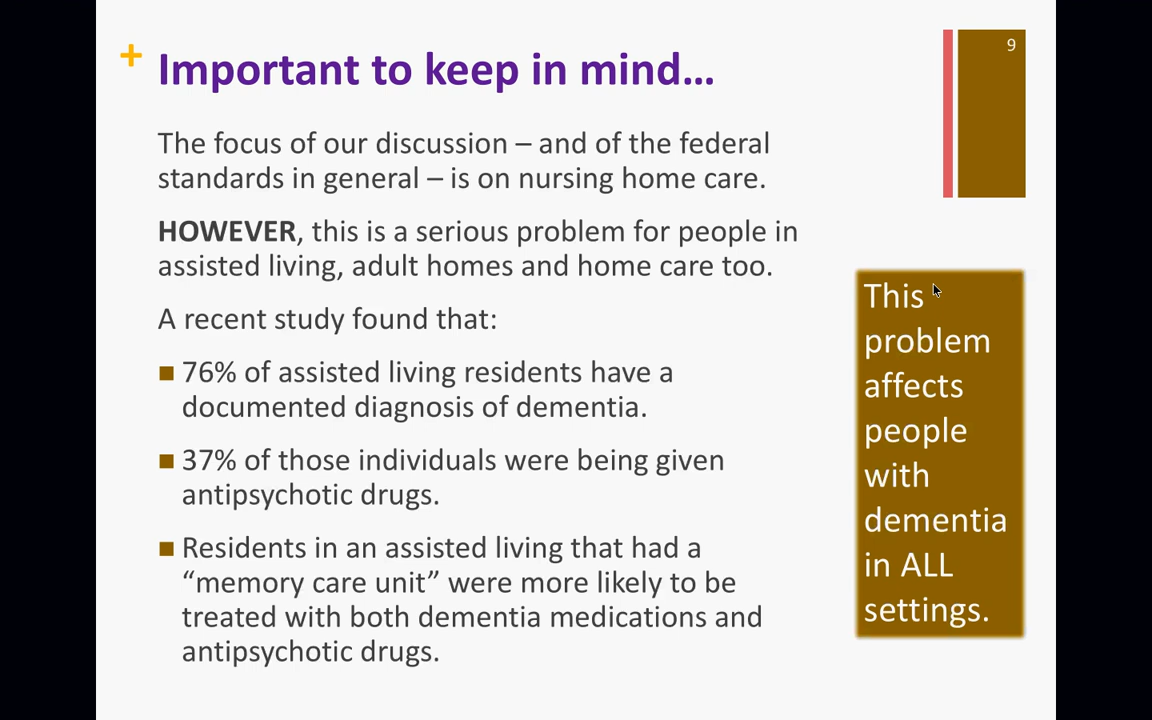 + Important to keep in mind…
9
The focus of our discussion – and of the federal
standards in general – is on nursing home care.
HOWEVER, this is a serious problem for people in
assisted living, adult homes and home care too.
A recent study found that:
■ 76% of assisted living residents have a
documented diagnosis of dementia.
■ 37% of those individuals were being given
antipsychotic drugs.
■ Residents in an assisted living that had a
“memory care unit” were more likely to be
treated with both dementia medications and
antipsychotic drugs.
This
problem
affects
people
with
dementia
in ALL
settings.